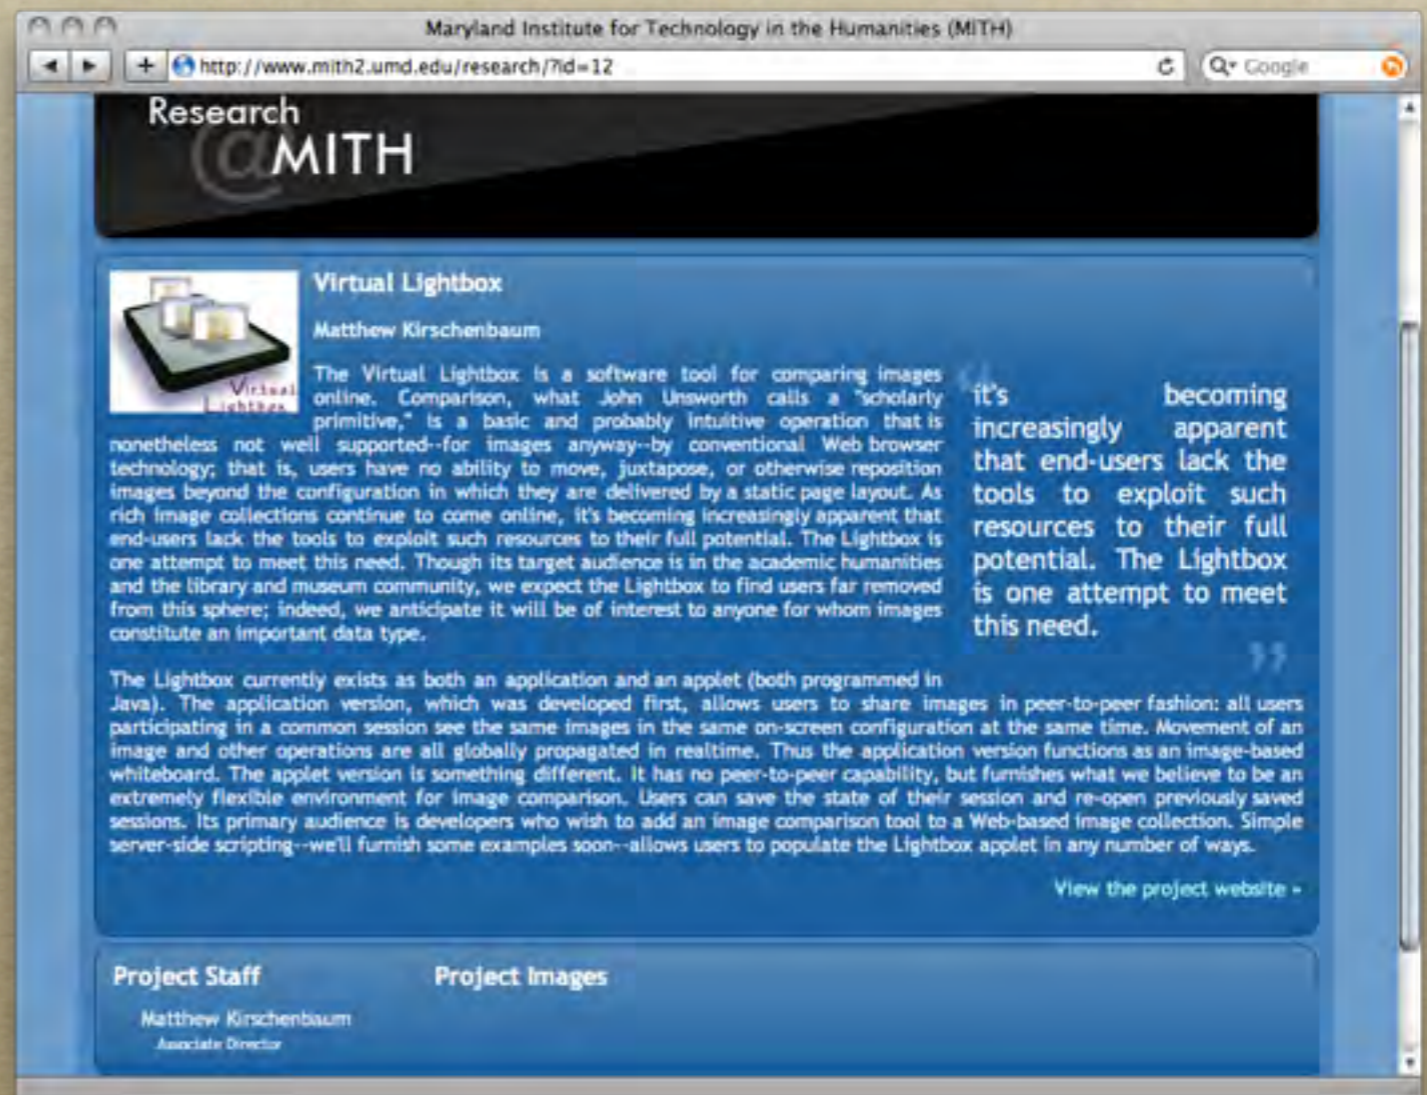 Maryland Institute for Technology in the Humanities (MITH)
http://www.mith2.umd.edu/research/?id=12
Google
Research
@MITH
Virtual Lightbox
Virtual Lightbox
Matthew Kirschenbaum
The Virtual Lightbox is a software tool for comparing images
online. Comparison, what John Unsworth calls a "scholarly
primitive," is a basic and probably intuitive operation that is
nonetheless not well supported--for images anyway--by conventional Web browser
technology; that is, users have no ability to move, juxtapose, or otherwise reposition
images beyond the configuration in which they are delivered by a static page layout. As
rich image collections continue to come online, it's becoming increasingly apparent that
end-users lack the tools to exploit such resources to their full potential. The Lightbox is
one attempt to meet this need. Though its target audience is in the academic humanities
and the library and museum community, we expect the Lightbox to find users far removed
from this sphere; indeed, we anticipate it will be of interest to anyone for whom images
constitute an important data type.
“it's becoming
increasingly apparent
that end-users lack the
tools to exploit such
resources to their full
potential. The Lightbox
is one attempt to meet
this need.
”
The Lightbox currently exists as both an application and an applet (both programmed in
Java). The application version, which was developed first, allows users to share images in peer-to-peer fashion: all users
participating in a common session see the same images in the same on-screen configuration at the same time. Movement of an
image and other operations are all globally propagated in realtime. Thus the application version functions as an image-based
whiteboard. The applet version is something different. It has no peer-to-peer capability, but furnishes what we believe to be an
extremely flexible environment for image comparison. Users can save the state of their session and re-open previously saved
sessions. Its primary audience is developers who wish to add an image comparison tool to a Web-based image collection. Simple
server-side scripting--we'll furnish some examples soon--allows users to populate the Lightbox applet in any number of ways.
View the project website »
Project Staff
Matthew Kirschenbaum
Associate Director
Project Images